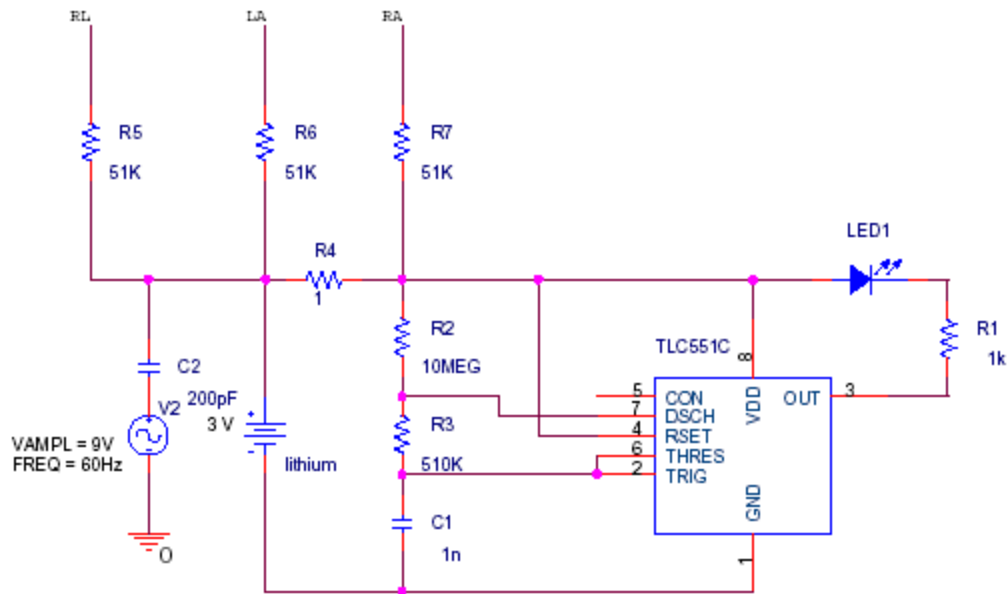 RL
LA
RA
R5
51K
R6
51K
R7
51K
R4
1
LED1
R2
10MEG
R1
1k
TLC551C
8
C2
200pF
V2
3 V
VAMPL = 9V
FREQ = 60Hz
lithium
R3
510K
5
7
4
6
2
CON
DSCH
RSET
THRES
TRIG
VDD
OUT
3
GND
1
C1
1n
0